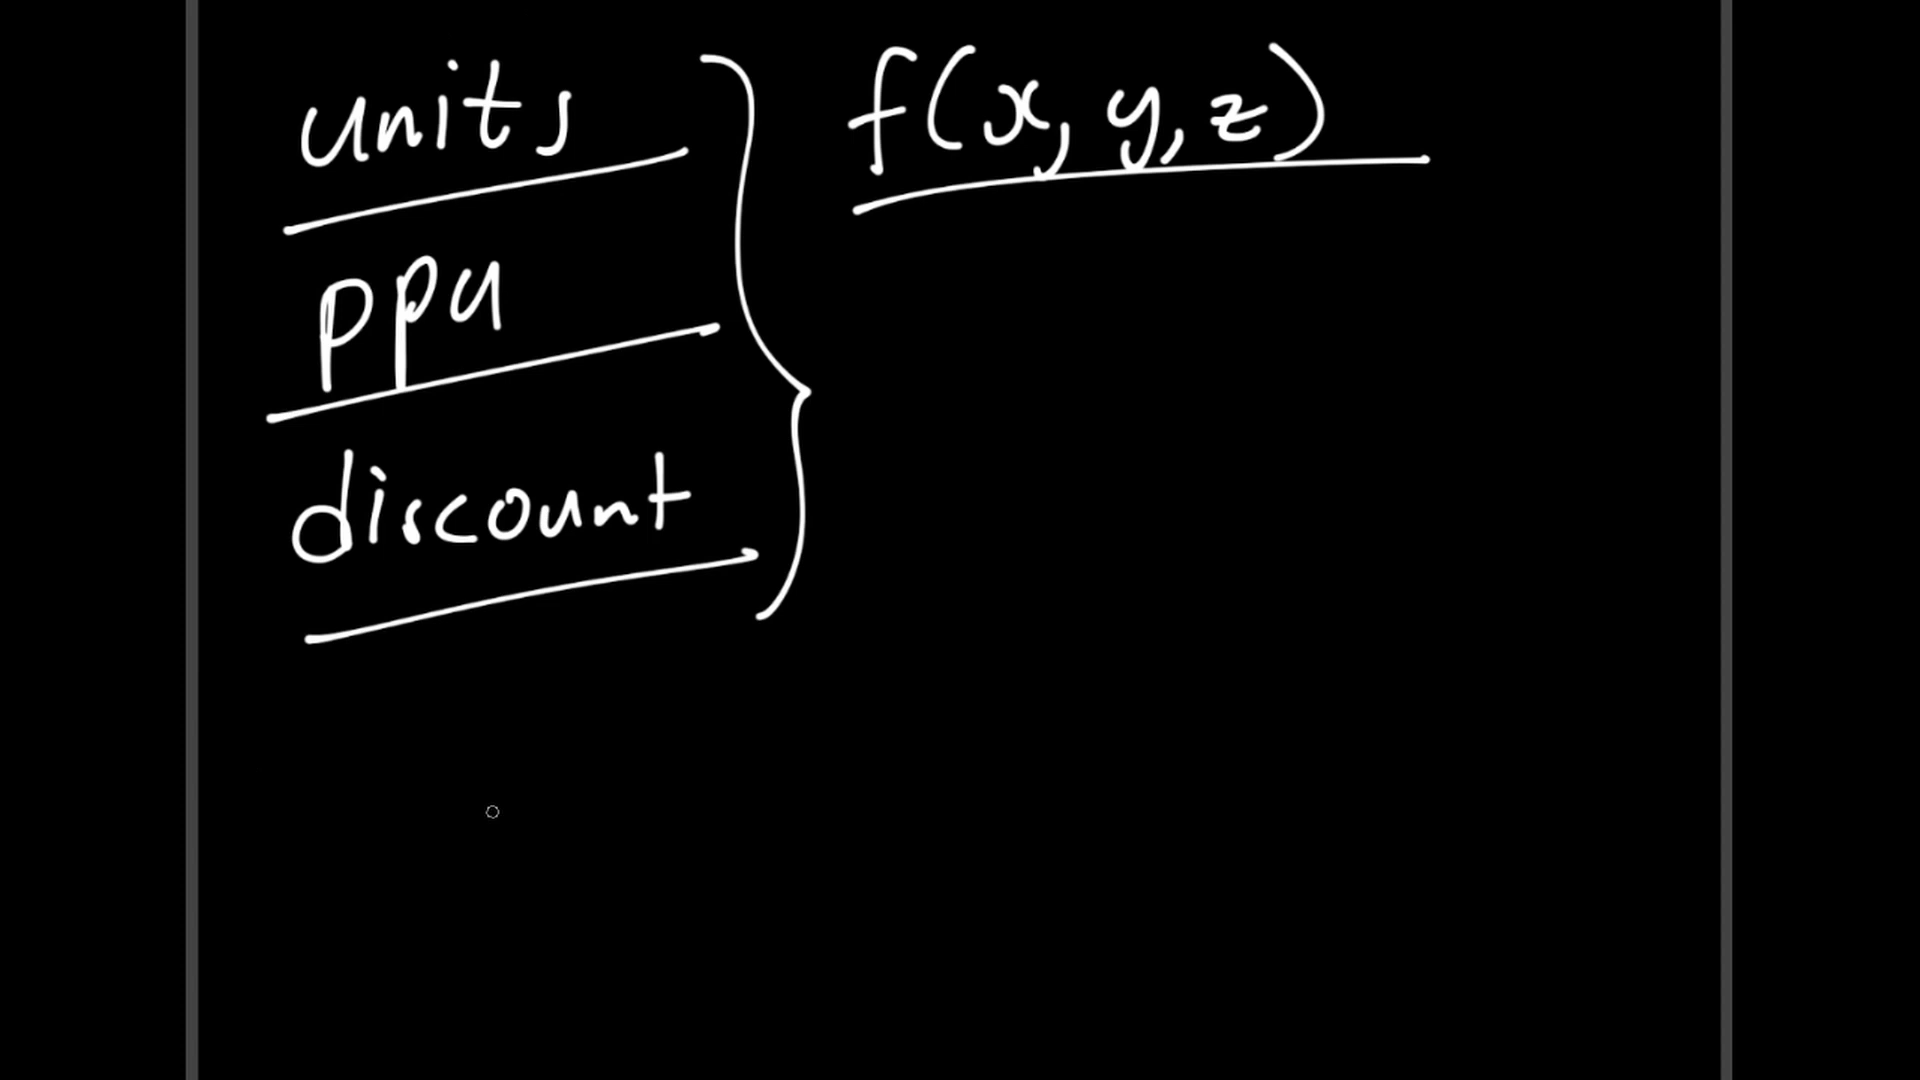 units
ppu
discount
f(x, y, z)